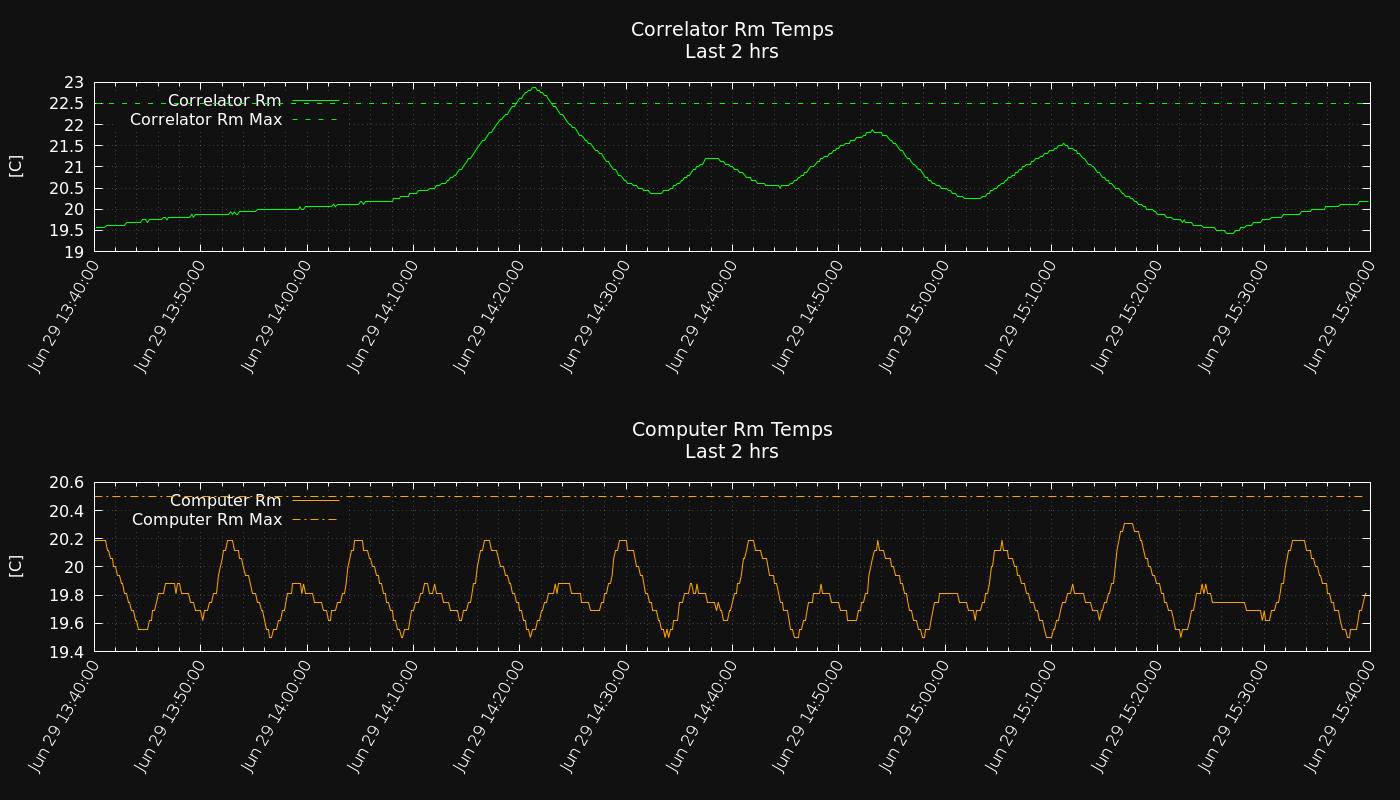 Correlator Rm Temps
Last 2 hrs
[C]
23
22.5
22
21.5
21
20.5
20
19.5
19
Correlator Rm
Correlator Rm Max
Jun 29 13:40:00
Jun 29 13:50:00
Jun 29 14:00:00
Jun 29 14:10:00
Jun 29 14:20:00
Jun 29 14:30:00
Jun 29 14:40:00
Jun 29 14:50:00
Jun 29 15:00:00
Jun 29 15:10:00
Jun 29 15:20:00
Jun 29 15:30:00
Jun 29 15:40:00
Computer Rm Temps
Last 2 hrs
[C]
20.6
20.4
20.2
20
19.8
19.6
19.4
Computer Rm
Computer Rm Max
Jun 29 13:40:00
Jun 29 13:50:00
Jun 29 14:00:00
Jun 29 14:10:00
Jun 29 14:20:00
Jun 29 14:30:00
Jun 29 14:40:00
Jun 29 14:50:00
Jun 29 15:00:00
Jun 29 15:10:00
Jun 29 15:20:00
Jun 29 15:30:00
Jun 29 15:40:00